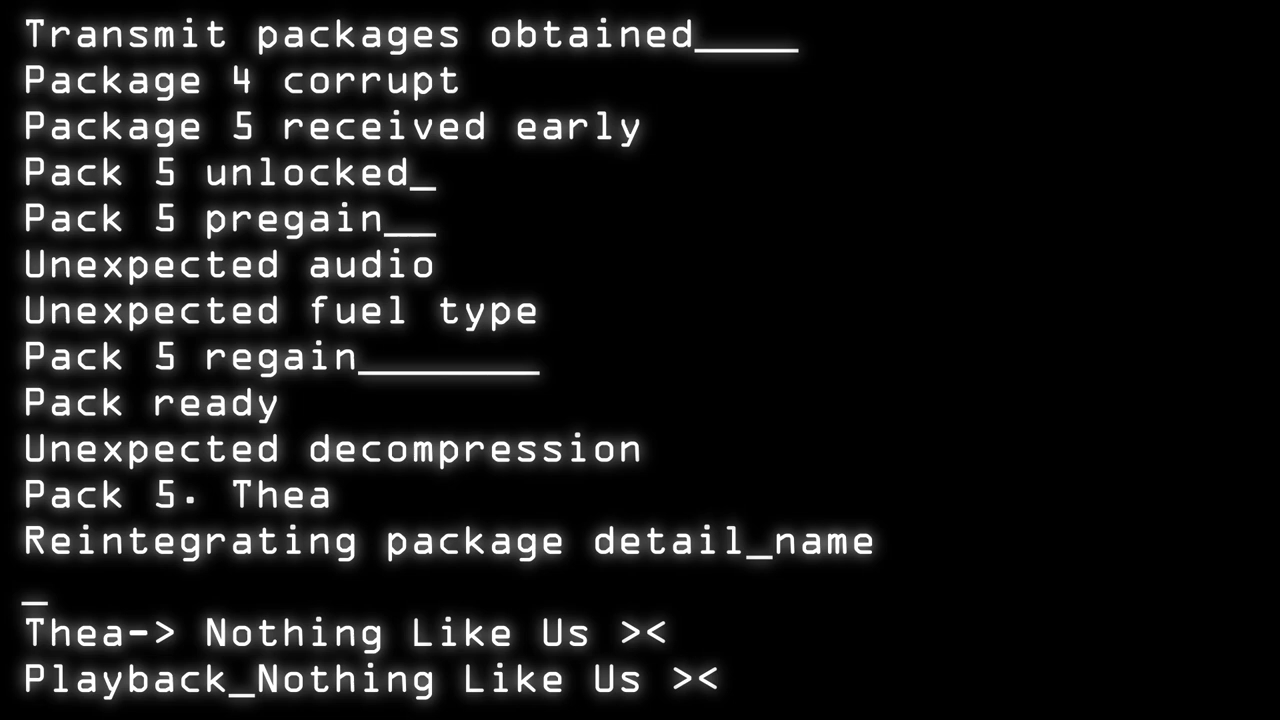 Transmit packages obtained____
Package 4 corrupt
Package 5 received early
Pack 5 unlocked_
Pack 5 pregain__
Unexpected audio
Unexpected fuel type
Pack 5 regain_______
Pack ready
Unexpected decompression
Pack 5. Thea
Reintegrating package detail_name
_
Thea-> Nothing Like Us ><
Playback_Nothing Like Us ><